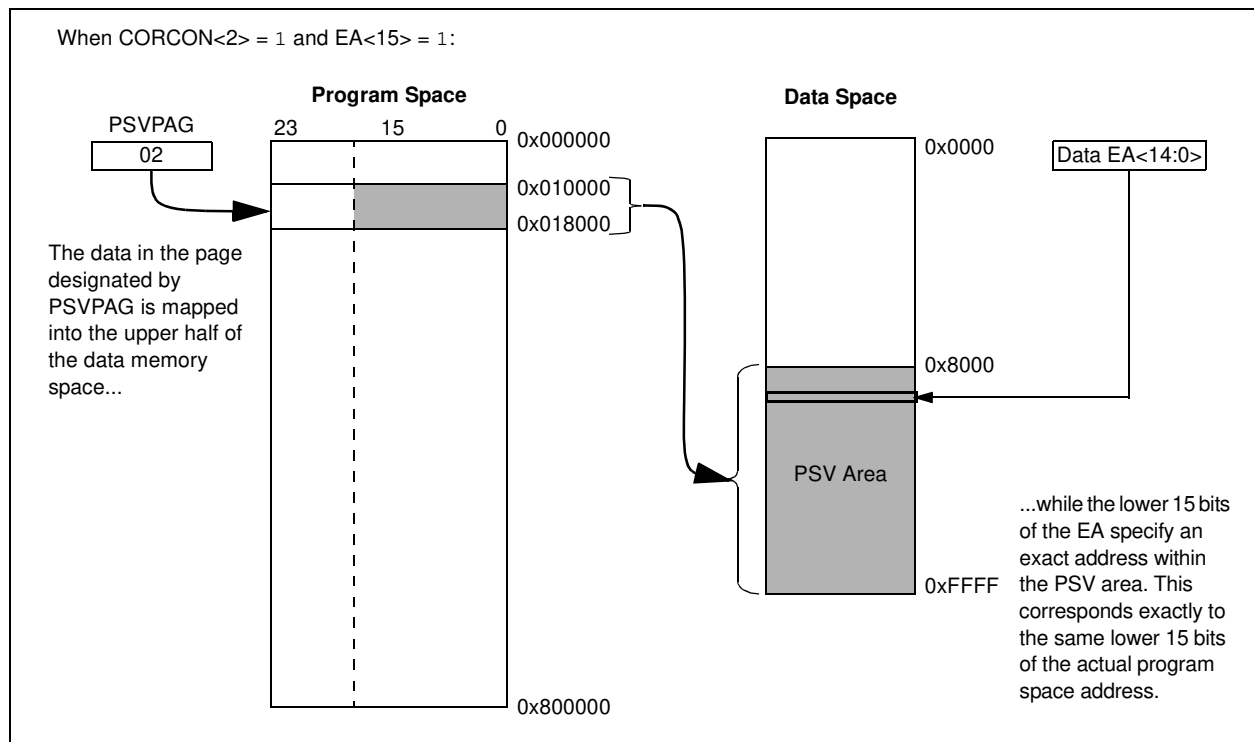 When CORCON<2> = 1 and EA<15> = 1:
Program Space
Data Space
PSVPAG
23 15 0
02
0x000000
0x010000
0x018000
0x800000
The data in the page
designated by
PSVPAG is mapped
into the upper half of
the data memory
space...
0x0000
Data EA<14:0>
0x8000
PSV Area
0xFFFF
...while the lower 15 bits
of the EA specify an
exact address within
the PSV area. This
corresponds exactly to
the same lower 15 bits
of the actual program
space address.